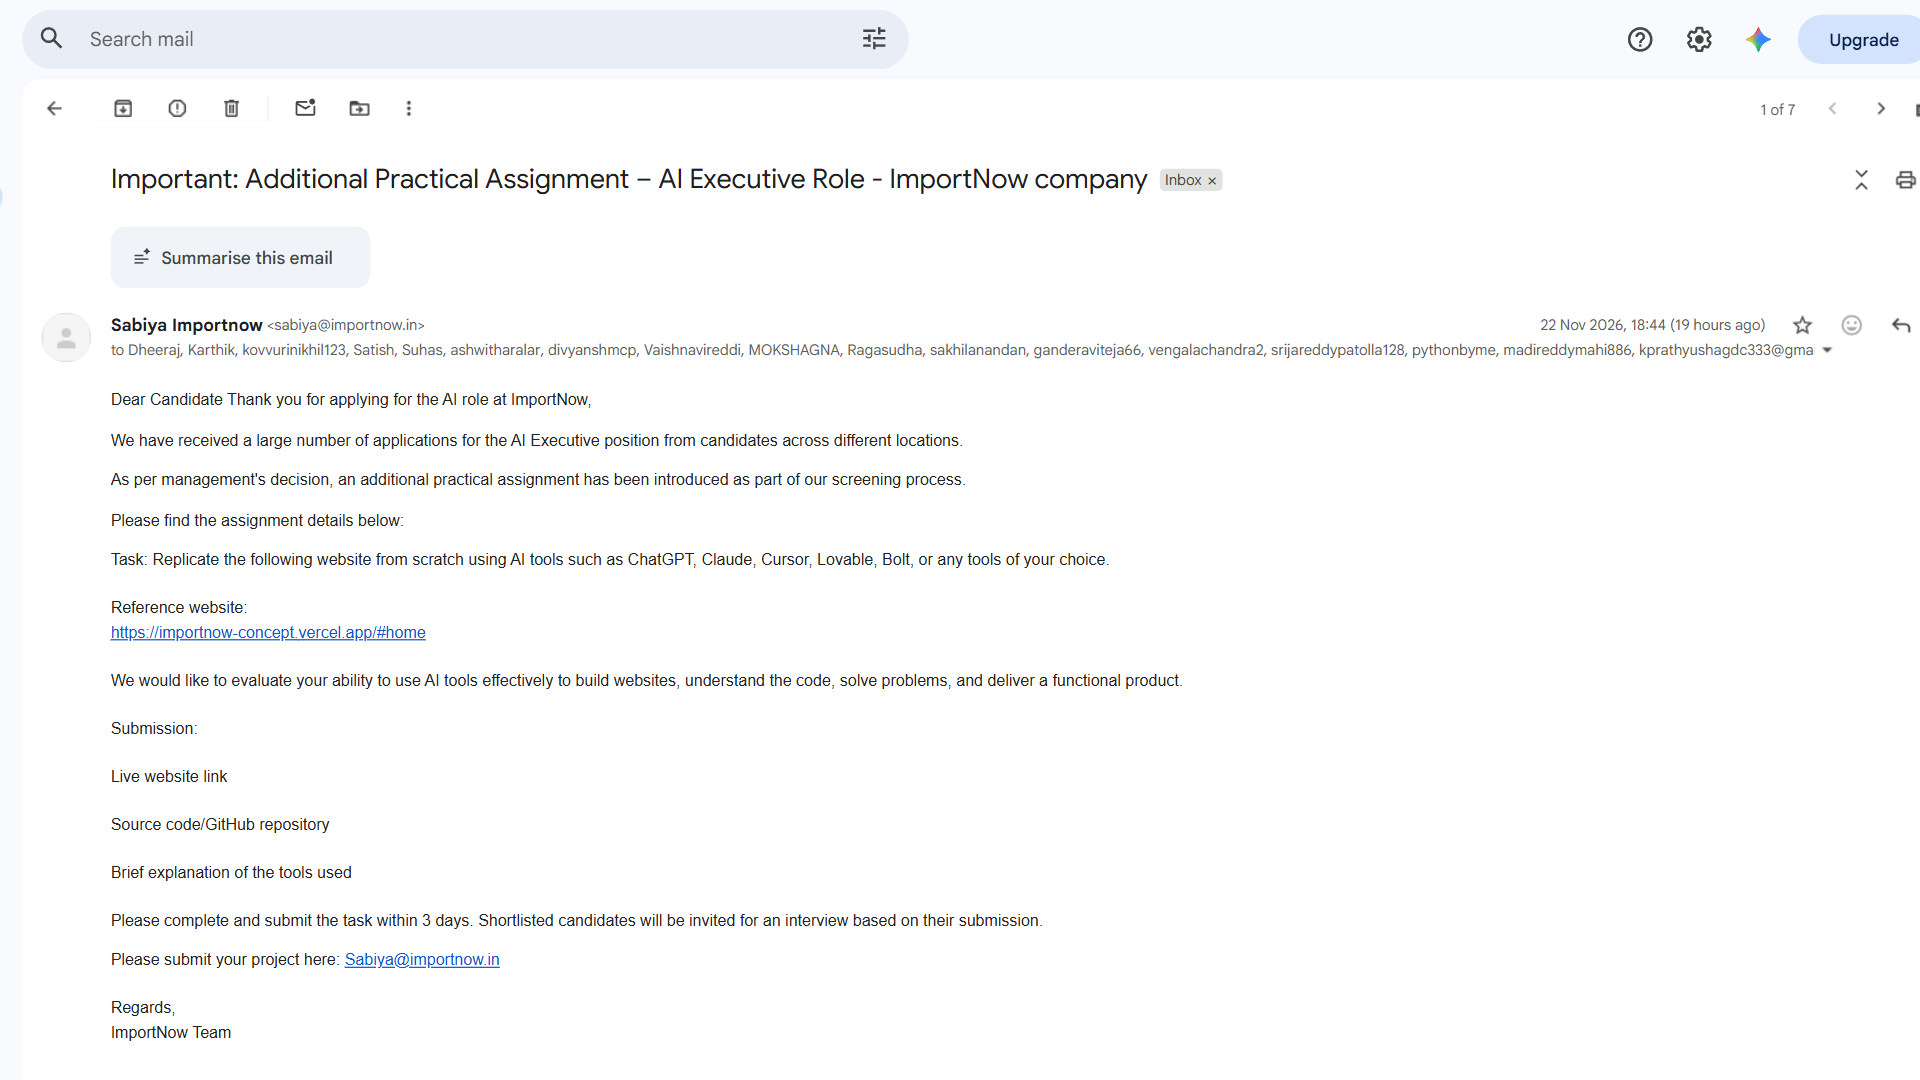 Search mail
Upgrade
1 of 7
Important: Additional Practical Assignment – AI Executive Role - ImportNow company
Inbox ×
Summarise this email
Sabiya Importnow <sabiya@importnow.in>
22 Nov 2026, 18:44 (19 hours ago)
to Dheeraj, Karthik, kovvurinikhil123, Satish, Suhas, ashwitharalar, divyanshmcp, Vaishnavireddi, MOKSHAGNA, Ragasudha, sakhilanandan, ganderaviteja66, vengalachandra2, srijareddypatolla128, pythonbyme, madireddymahi886, kprathyushagdc333@gmai
Dear Candidate Thank you for applying for the AI role at ImportNow,
We have received a large number of applications for the AI Executive position from candidates across different locations.
As per management's decision, an additional practical assignment has been introduced as part of our screening process.
Please find the assignment details below:
Task: Replicate the following website from scratch using AI tools such as ChatGPT, Claude, Cursor, Lovable, Bolt, or any tools of your choice.
Reference website:
https://importnow-concept.vercel.app/#home
We would like to evaluate your ability to use AI tools effectively to build websites, understand the code, solve problems, and deliver a functional product.
Submission:
Live website link
Source code/GitHub repository
Brief explanation of the tools used
Please complete and submit the task within 3 days. Shortlisted candidates will be invited for an interview based on their submission.
Please submit your project here: Sabiya@importnow.in
Regards,
ImportNow Team